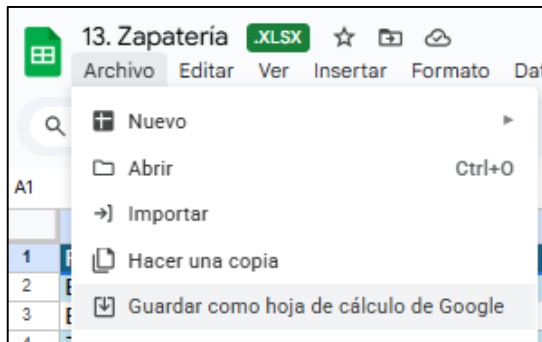 13. Zapatería .XLSX
Archivo Editar Ver Insertar Formato
Nuevo
Abrir Ctrl+O
A1
Importar
1
Hacer una copia
2
Guardar como hoja de cálculo de Google
3